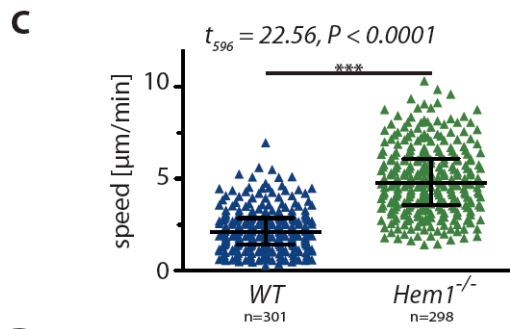 C
t₅₉₆ = 22.56, P < 0.0001
***
speed [µm/min]
10
5
0
WT
Hem1⁻/⁻
n=301
n=298